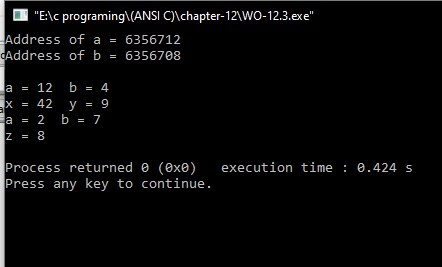 "E:\c programing\(ANSI C)\chapter-12\WO-12.3.exe"
Address of a = 6356712
Address of b = 6356708
a = 12  b = 4
x = 42  y = 9
a = 2  b = 7
z = 8
Process returned 0 (0x0)   execution time : 0.424 s
Press any key to continue.